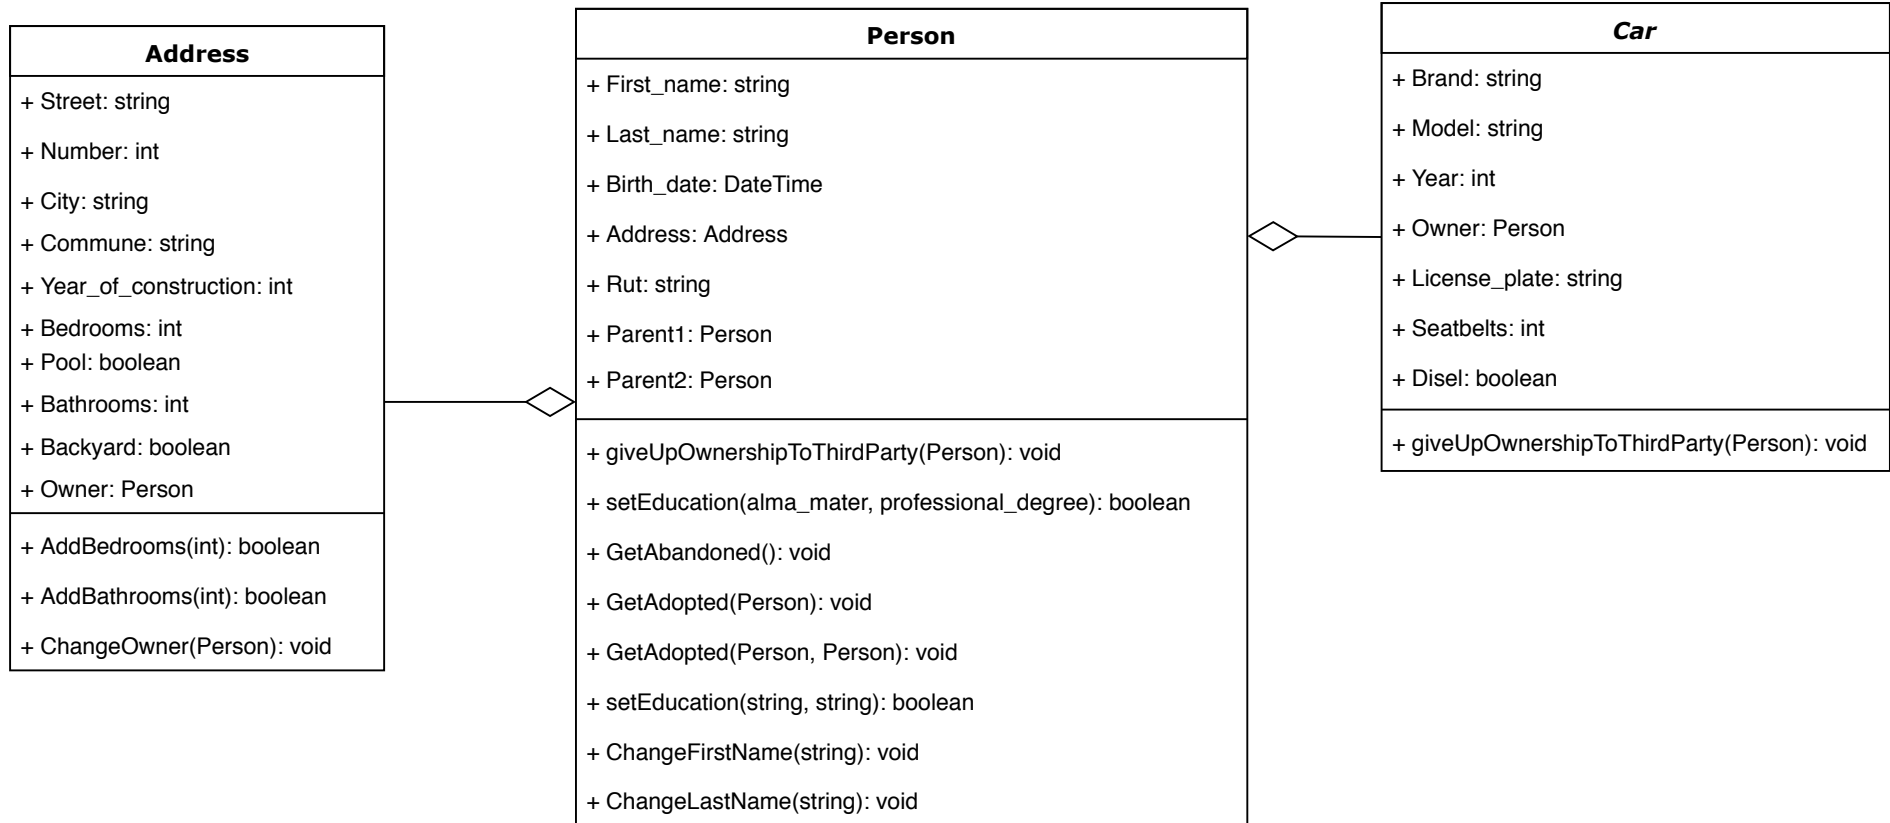 Address
+ Street: string
+ Number: int
+ City: string
+ Commune: string
+ Year_of_construction: int
+ Bedrooms: int
+ Pool: boolean
+ Bathrooms: int
+ Backyard: boolean
+ Owner: Person
+ AddBedrooms(int): boolean
+ AddBathrooms(int): boolean
+ ChangeOwner(Person): void
Person
+ First_name: string
+ Last_name: string
+ Birth_date: DateTime
+ Address: Address
+ Rut: string
+ Parent1: Person
+ Parent2: Person
+ giveUpOwnershipToThirdParty(Person): void
+ setEducation(alma_mater, professional_degree): boolean
+ GetAbandoned(): void
+ GetAdopted(Person): void
+ GetAdopted(Person, Person): void
+ setEducation(string, string): boolean
+ ChangeFirstName(string): void
+ ChangeLastName(string): void
Car
+ Brand: string
+ Model: string
+ Year: int
+ Owner: Person
+ License_plate: string
+ Seatbelts: int
+ Disel: boolean
+ giveUpOwnershipToThirdParty(Person): void